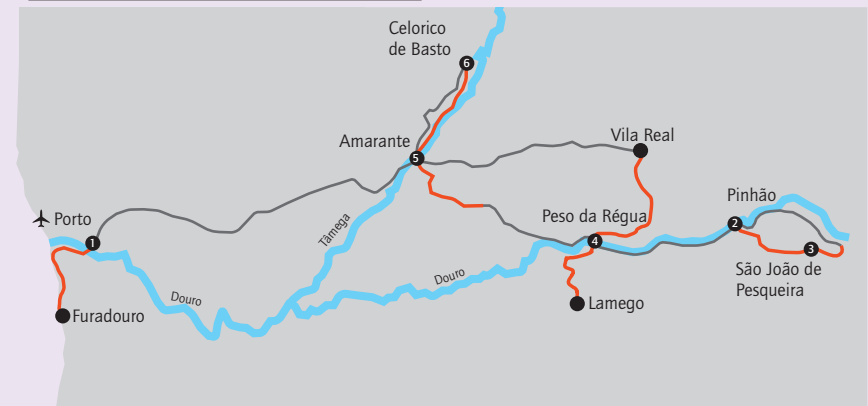 Celorico
de Basto
6
Amarante
5
Vila Real
Pinhão
2
Peso da Régua
4
Porto
1
Tâmega
3
São João de
Pesqueira
Douro
Douro
Lamego
Furadouro